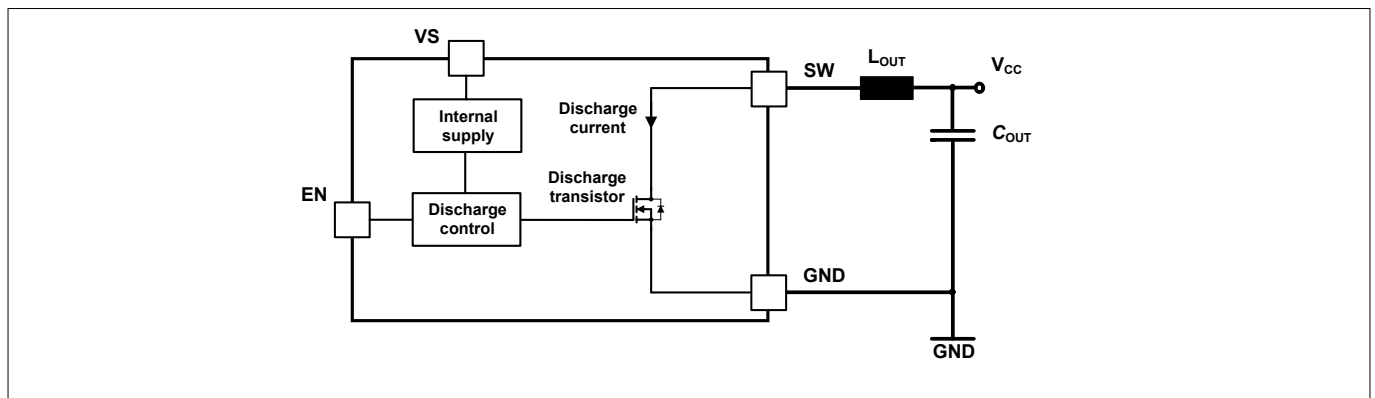 VS
SW
LOUT
VCC
Internal
supply
Discharge
current
COUT
Discharge
transistor
EN
Discharge
control
GND
GND